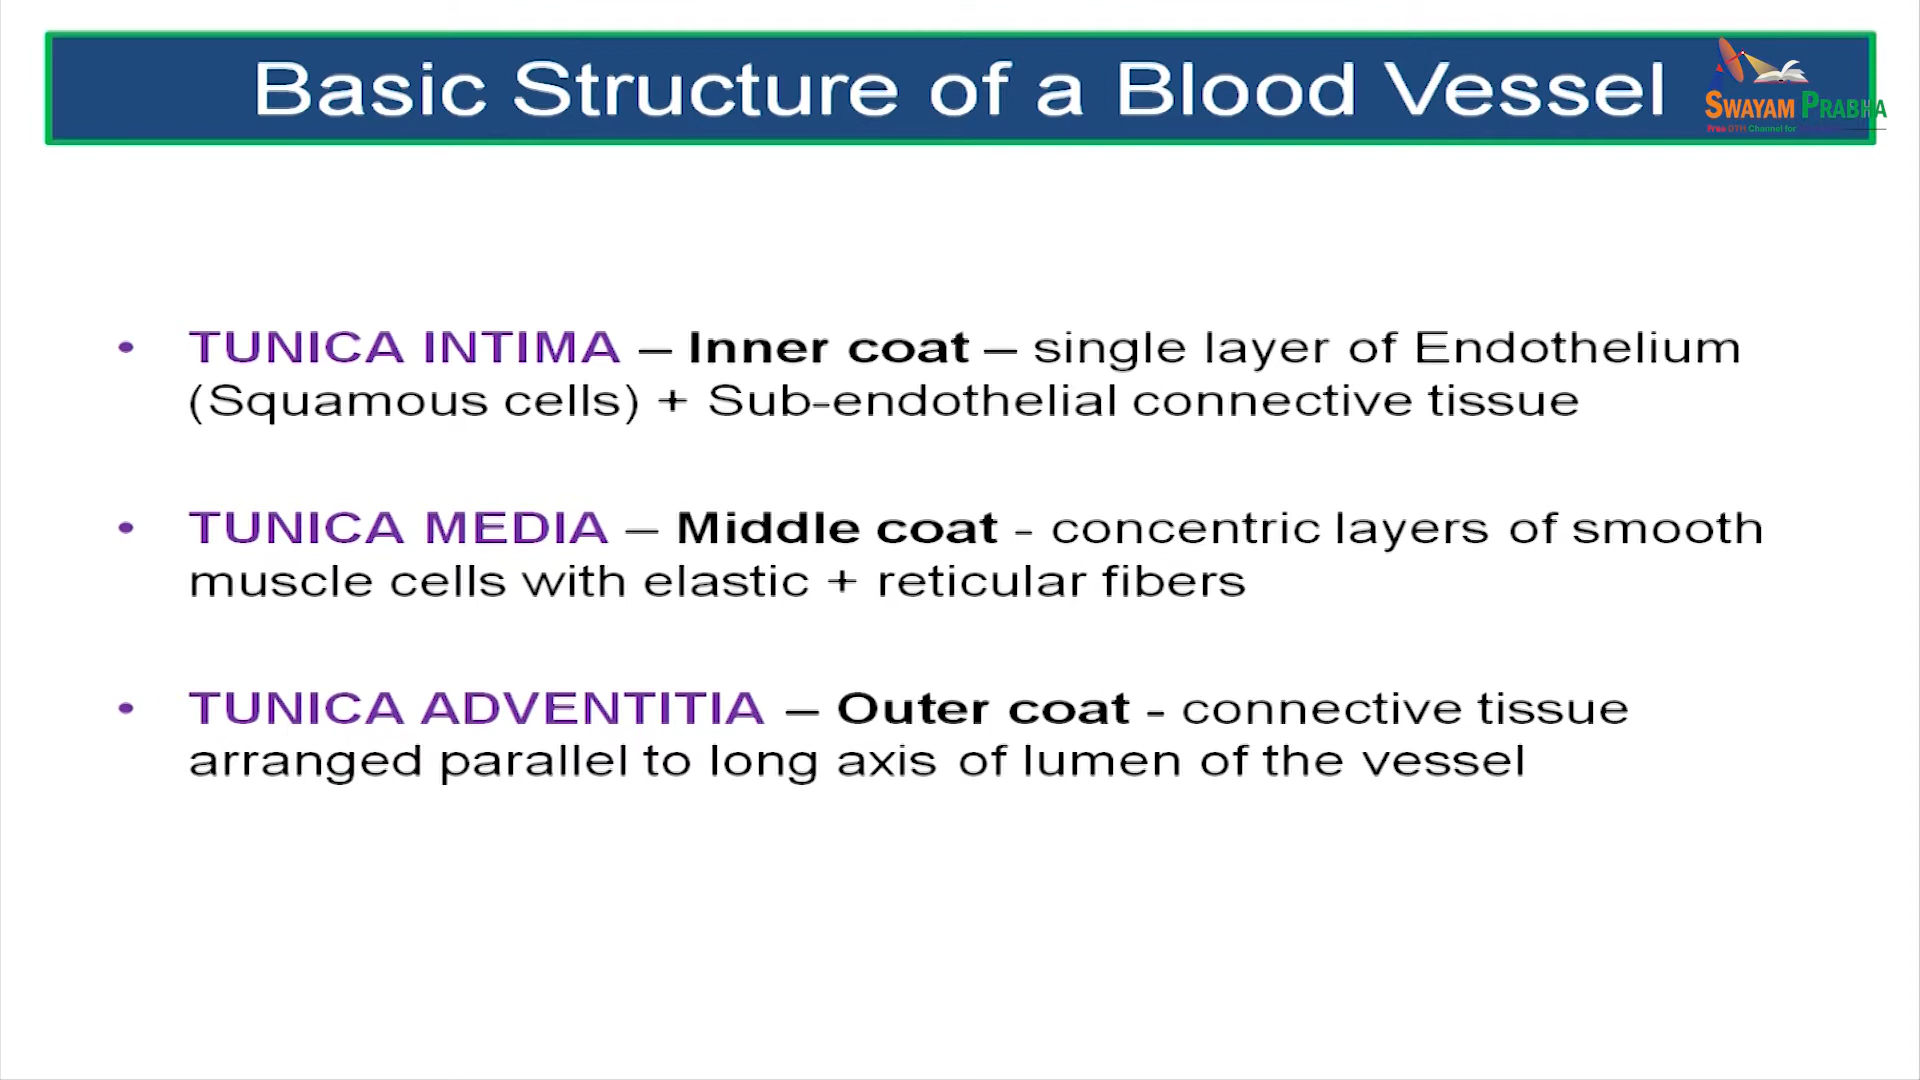 Basic Structure of a Blood Vessel
SWAYAM PRABHA
Free DTH Channel for
• TUNICA INTIMA – Inner coat – single layer of Endothelium
(Squamous cells) + Sub-endothelial connective tissue
• TUNICA MEDIA – Middle coat - concentric layers of smooth
muscle cells with elastic + reticular fibers
• TUNICA ADVENTITIA – Outer coat - connective tissue
arranged parallel to long axis of lumen of the vessel